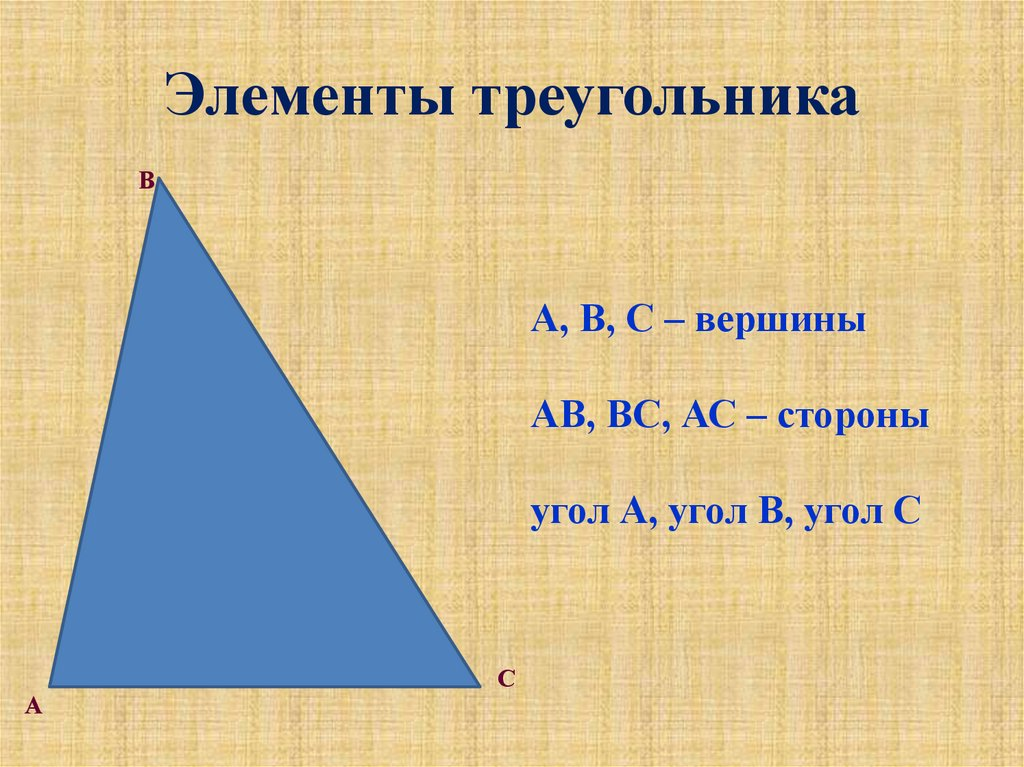 Элементы треугольника
В
А, В, С – вершины
АВ, ВС, АС – стороны
угол А, угол В, угол С
С
А